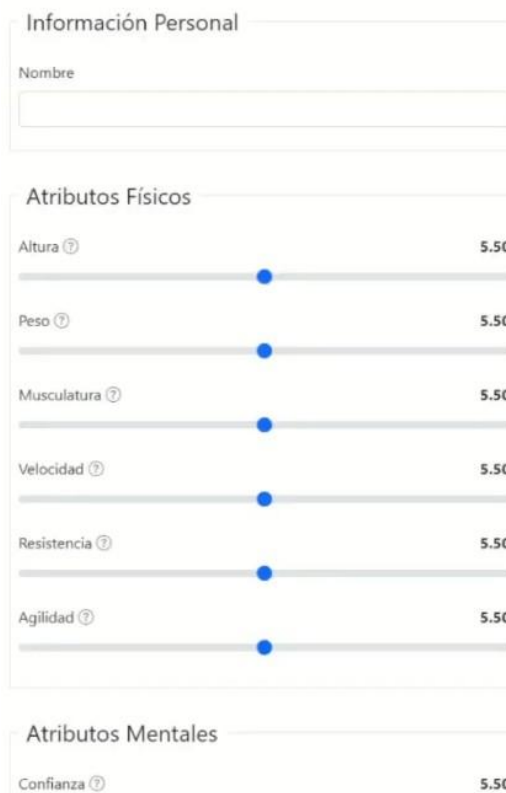 Información Personal
Nombre
Atributos Físicos
Altura ? 5.50
Peso ? 5.50
Musculatura ? 5.50
Velocidad ? 5.50
Resistencia ? 5.50
Agilidad ? 5.50
Atributos Mentales
Confianza ? 5.50